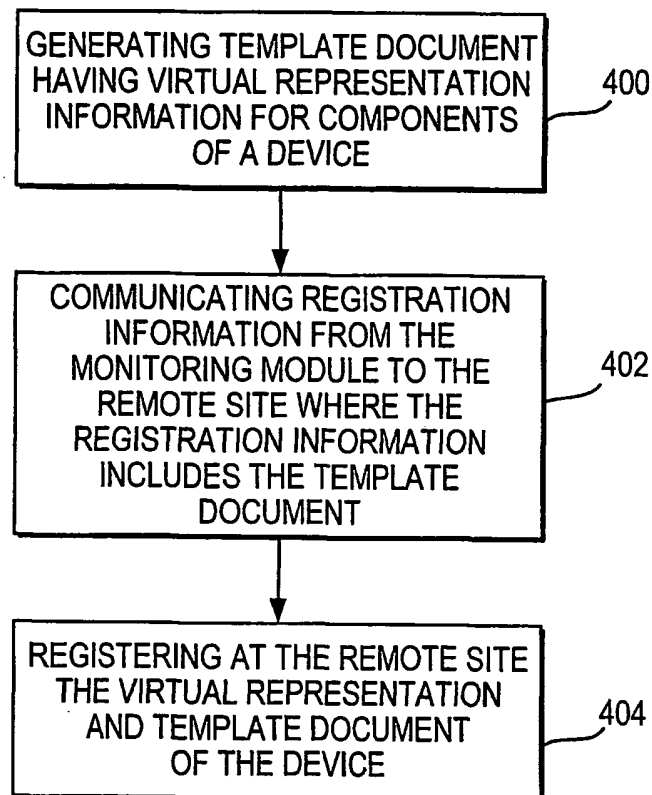 GENERATING TEMPLATE DOCUMENT
HAVING VIRTUAL REPRESENTATION
INFORMATION FOR COMPONENTS
OF A DEVICE
400
COMMUNICATING REGISTRATION
INFORMATION FROM THE
MONITORING MODULE TO THE
REMOTE SITE WHERE THE
REGISTRATION INFORMATION
INCLUDES THE TEMPLATE
DOCUMENT
402
REGISTERING AT THE REMOTE SITE
THE VIRTUAL REPRESENTATION
AND TEMPLATE DOCUMENT
OF THE DEVICE
404